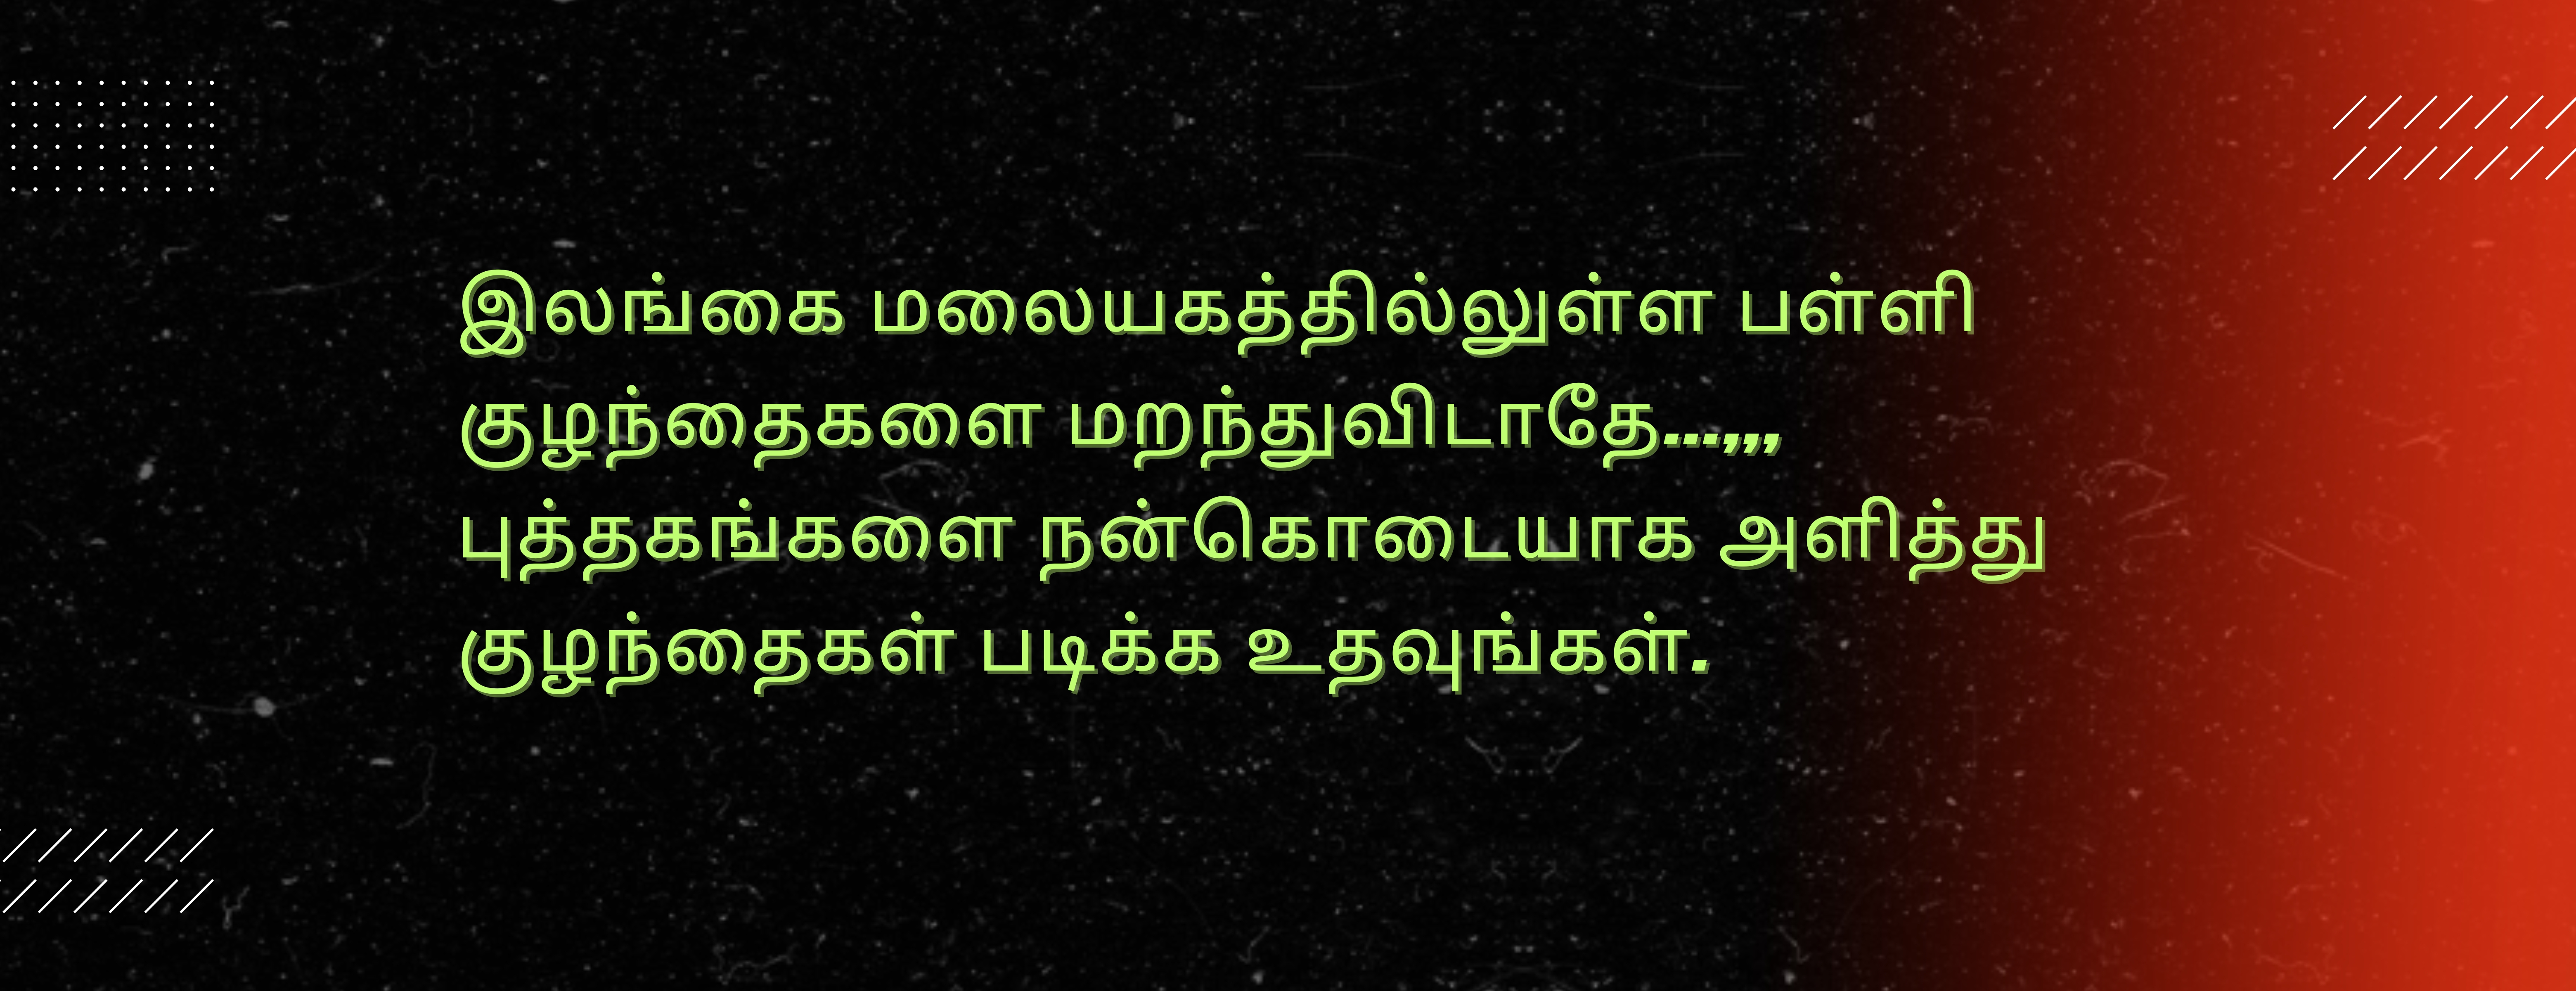 இலங்கை மலையகத்தில்லுள்ள பள்ளி
குழந்தைகளை மறந்துவிடாதே...,,,
புத்தகங்களை நன்கொடையாக அளித்து
குழந்தைகள் படிக்க உதவுங்கள்.